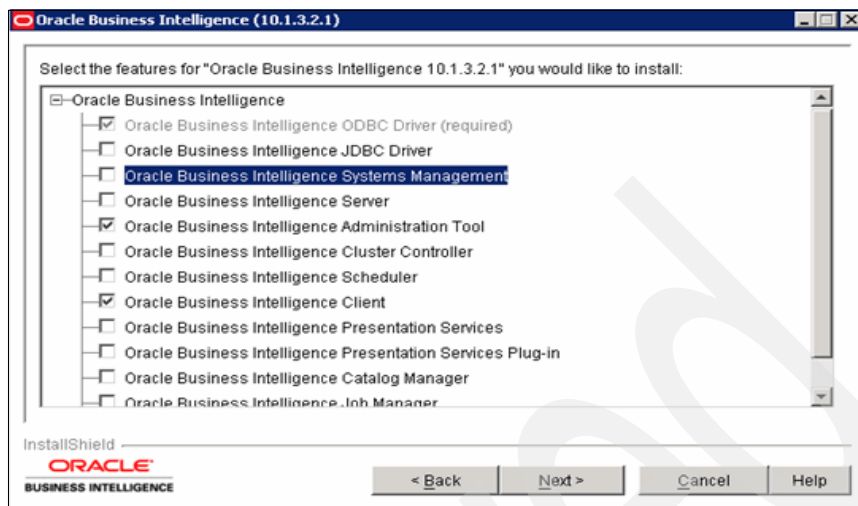 Oracle Business Intelligence (10.1.3.2.1)
Select the features for "Oracle Business Intelligence 10.1.3.2.1" you would like to install:
Oracle Business Intelligence
Oracle Business Intelligence ODBC Driver (required)
Oracle Business Intelligence JDBC Driver
Oracle Business Intelligence Systems Management
Oracle Business Intelligence Server
Oracle Business Intelligence Administration Tool
Oracle Business Intelligence Cluster Controller
Oracle Business Intelligence Scheduler
Oracle Business Intelligence Client
Oracle Business Intelligence Presentation Services
Oracle Business Intelligence Presentation Services Plug-in
Oracle Business Intelligence Catalog Manager
Oracle Business Intelligence Job Manager
InstallShield
ORACLE
BUSINESS INTELLIGENCE
< Back Next > Cancel Help